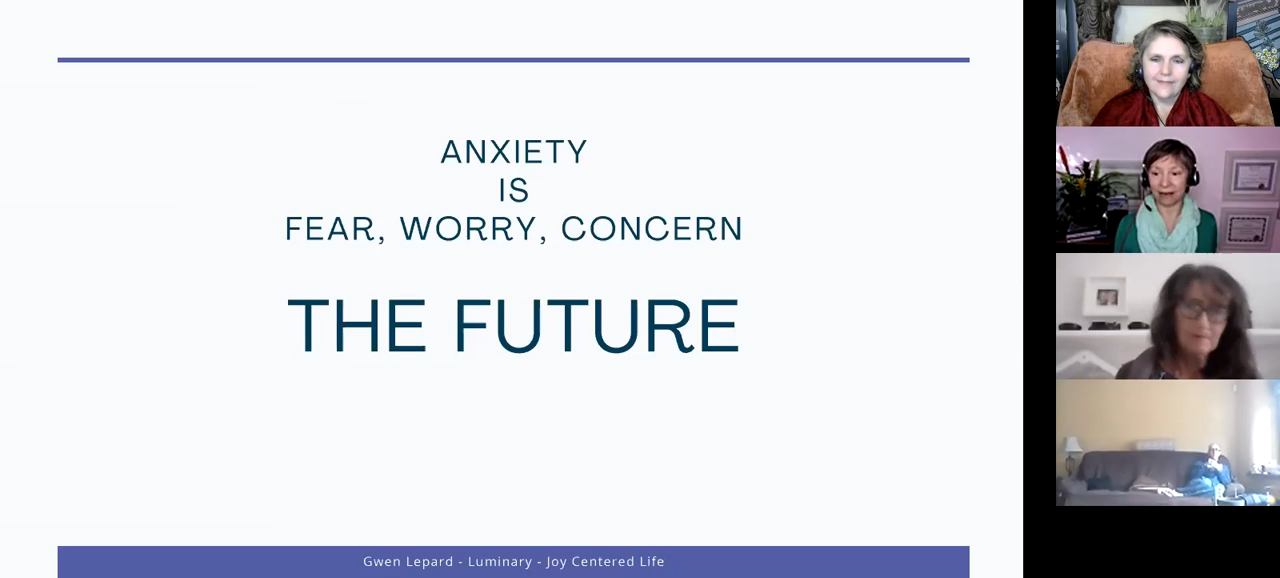 ANXIETY
IS
FEAR, WORRY, CONCERN
THE FUTURE
Gwen Lepard - Luminary - Joy Centered Life